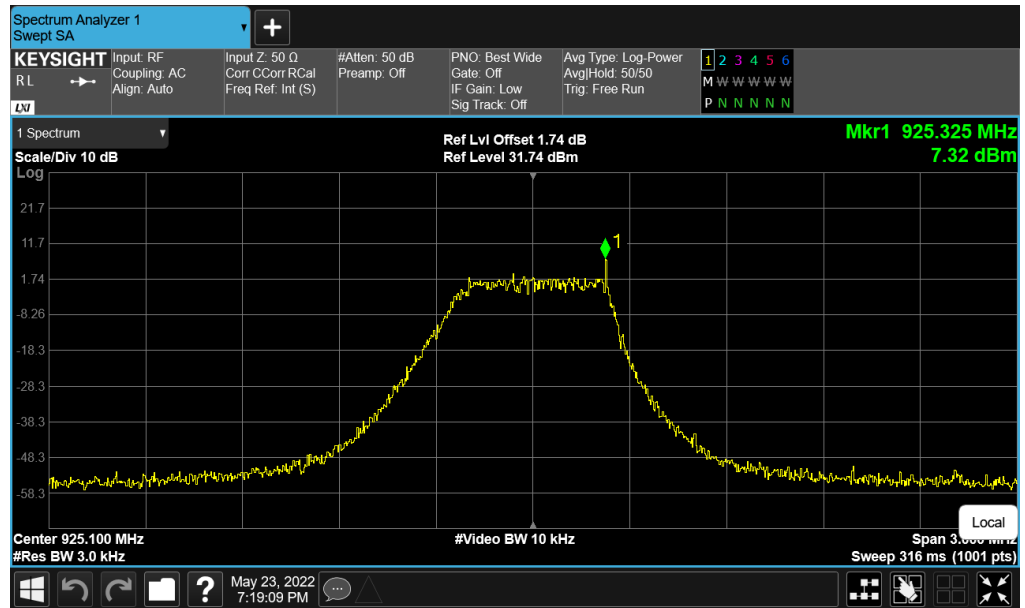 Spectrum Analyzer 1
Swept SA
KEYSIGHT
R L
LXI
Input: RF
Coupling: AC
Align: Auto
Input Z: 50 Ω
Corr CCorr RCal
Freq Ref: Int (S)
#Atten: 50 dB
Preamp: Off
PNO: Best Wide
Gate: Off
IF Gain: Low
Sig Track: Off
Avg Type: Log-Power
Avg|Hold: 50/50
Trig: Free Run
1 2 3 4 5 6
M W W W W W
P N N N N N
1 Spectrum
Scale/Div 10 dB
Log
Ref Lvl Offset 1.74 dB
Ref Level 31.74 dBm
Mkr1 925.325 MHz
7.32 dBm
21.7
11.7
1.74
-8.26
-18.3
-28.3
-38.3
-48.3
-58.3
1
Local
Center 925.100 MHz
#Res BW 3.0 kHz
#Video BW 10 kHz
Span
Sweep 316 ms (1001 pts)
?
May 23, 2022
7:19:09 PM